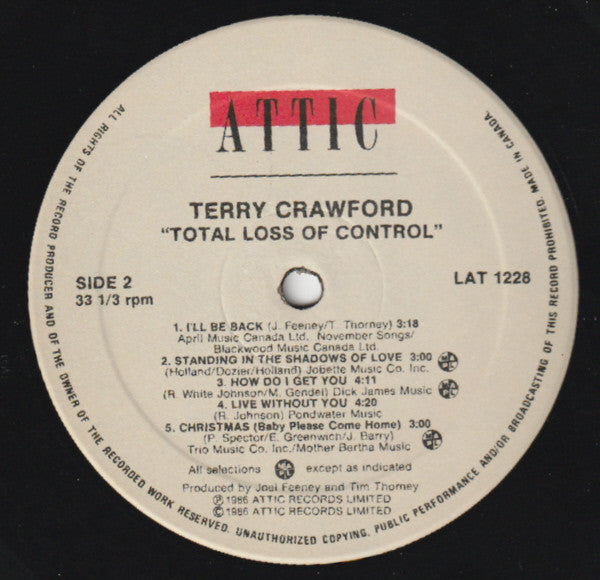 ATTIC
TERRY CRAWFORD
"TOTAL LOSS OF CONTROL"
SIDE 2
33 1/3 rpm
LAT 1228
1. I'LL BE BACK (J. Feeney/T. Thorney) 3:18
April Music Canada Ltd. November Songs/
Blackwood Music Canada Ltd.
2. STANDING IN THE SHADOWS OF LOVE 3:00
(Holland/Dozier/Holland) Jobette Music Co. Inc.
3. HOW DO I GET YOU 4:11
(R. White Johnson/M. Gendel) Dick James Music
4. LIVE WITHOUT YOU 4:20
(R. Johnson) Pondwater Music
5. CHRISTMAS (Baby Please Come Home) 3:00
(P. Spector/E. Greenwich/J. Barry)
Trio Music Co. Inc./Mother Bertha Music
All selections except as indicated
Produced by Joel Feeney and Tim Thorney
℗1986 ATTIC RECORDS LIMITED
©1986 ATTIC RECORDS LIMITED
ALL RIGHTS OF THE RECORD PRODUCER AND OF THE OWNER OF THE RECORDED WORK RESERVED. UNAUTHORIZED COPYING, PUBLIC PERFORMANCE AND/OR BROADCASTING OF THIS RECORD PROHIBITED. MADE IN CANADA.